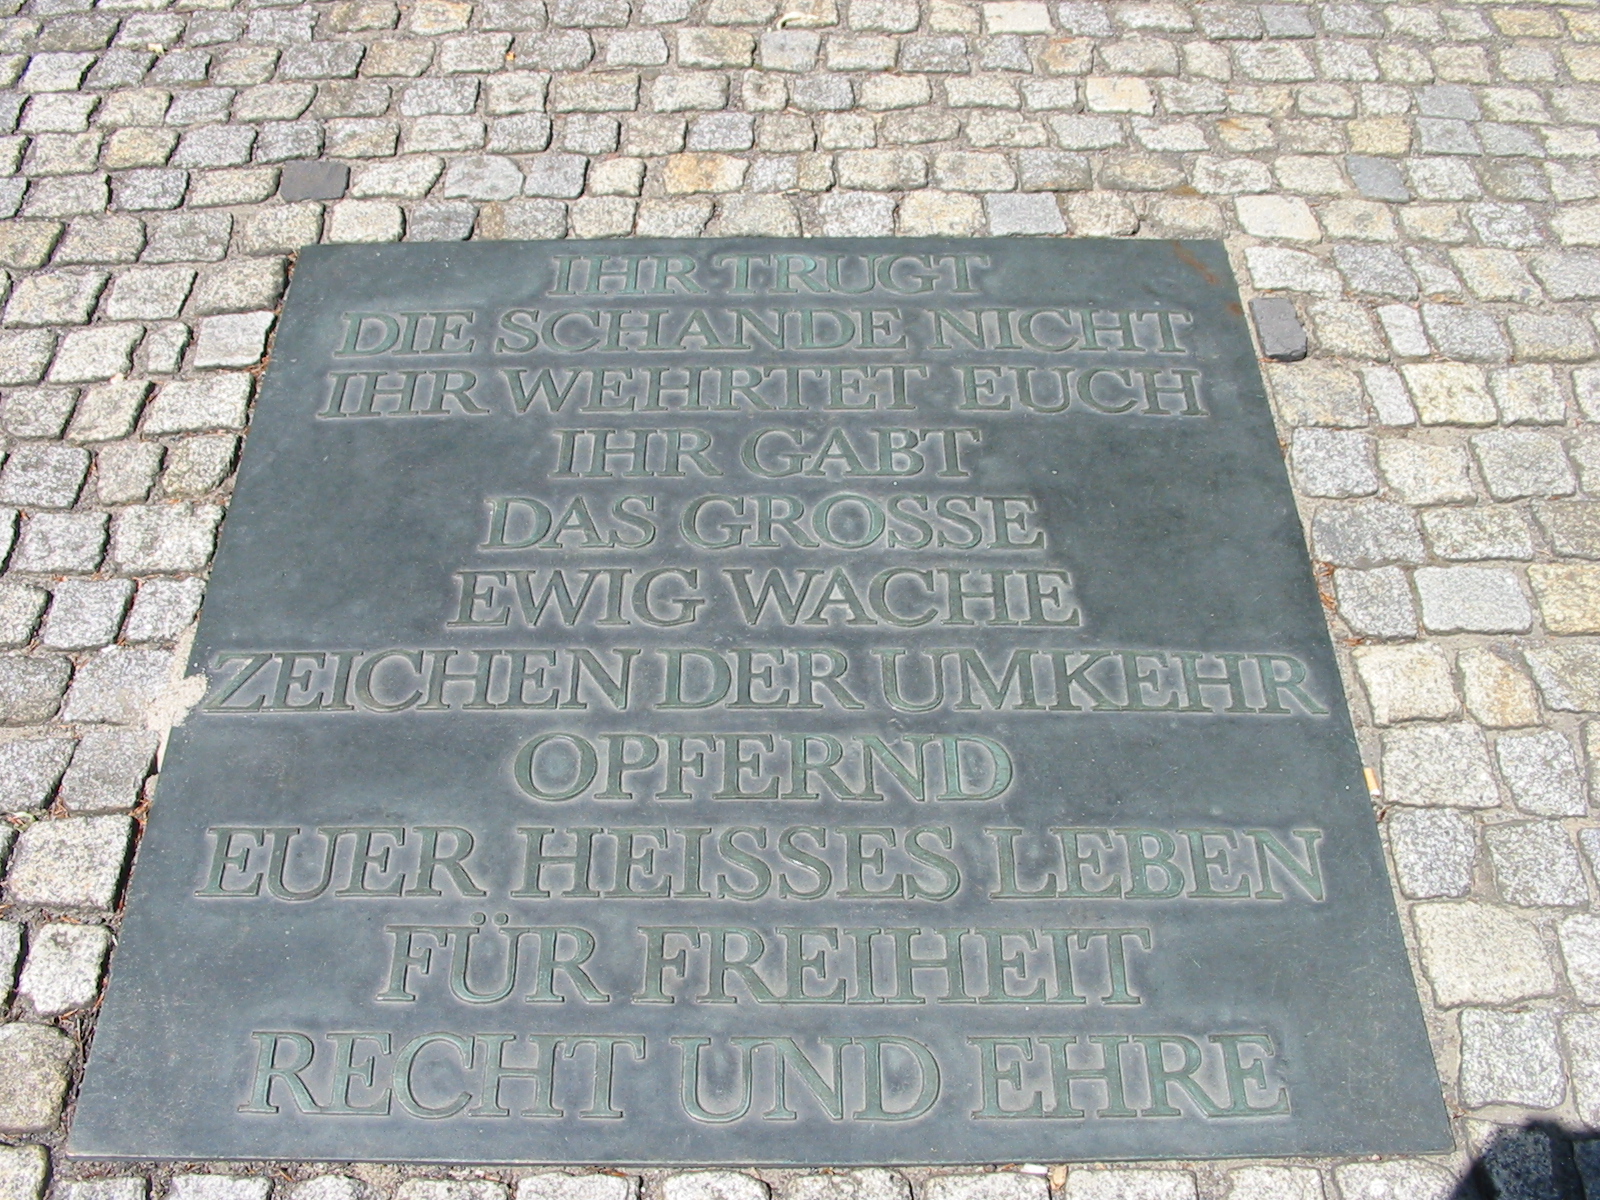 IHR TRUGT
DIE SCHANDE NICHT
IHR WEHRTET EUCH
IHR GABT
DAS GROSSE
EWIG WACHE
ZEICHEN DER UMKEHR
OPFERND
EUER HEISSES LEBEN
FÜR FREIHEIT
RECHT UND EHRE